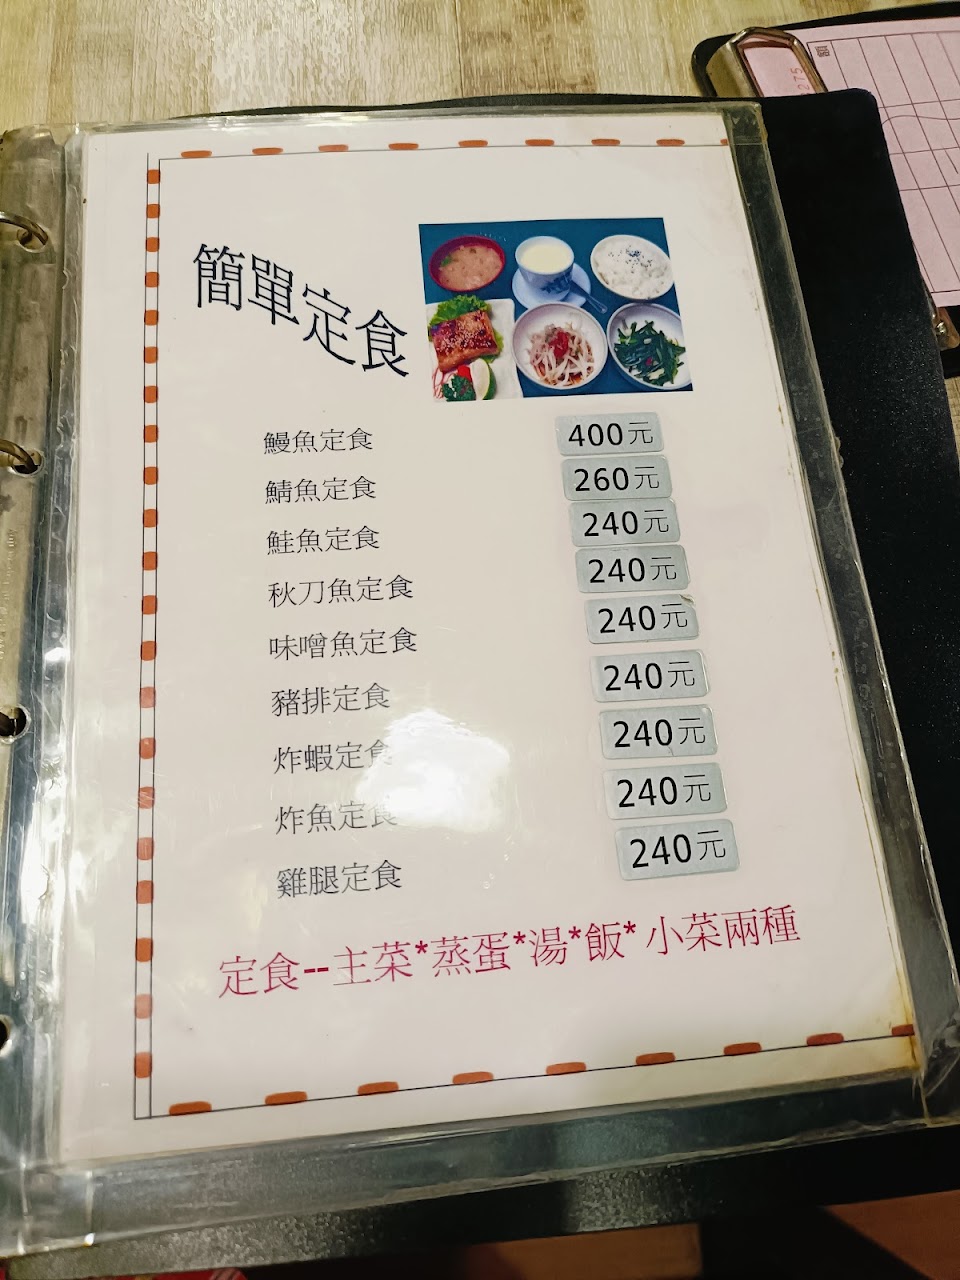 簡單定食
鰻魚定食 400元
鯖魚定食 260元
鮭魚定食 240元
秋刀魚定食 240元
味噌魚定食 240元
豬排定食 240元
炸蝦定食 240元
炸魚定食 240元
雞腿定食 240元
定食--主菜*蒸蛋*湯*飯*小菜兩種